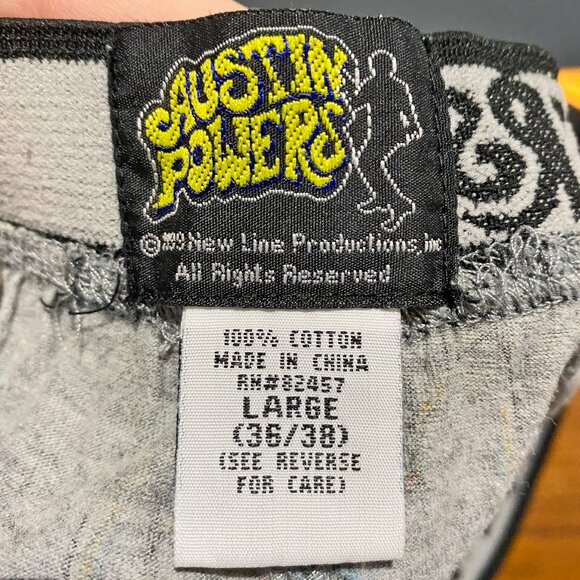 AUSTIN
POWERS
© 1999 New Line Productions, inc
All Rights Reserved
100% COTTON
MADE IN CHINA
RN#82457
LARGE
(36/38)
(SEE REVERSE
FOR CARE)